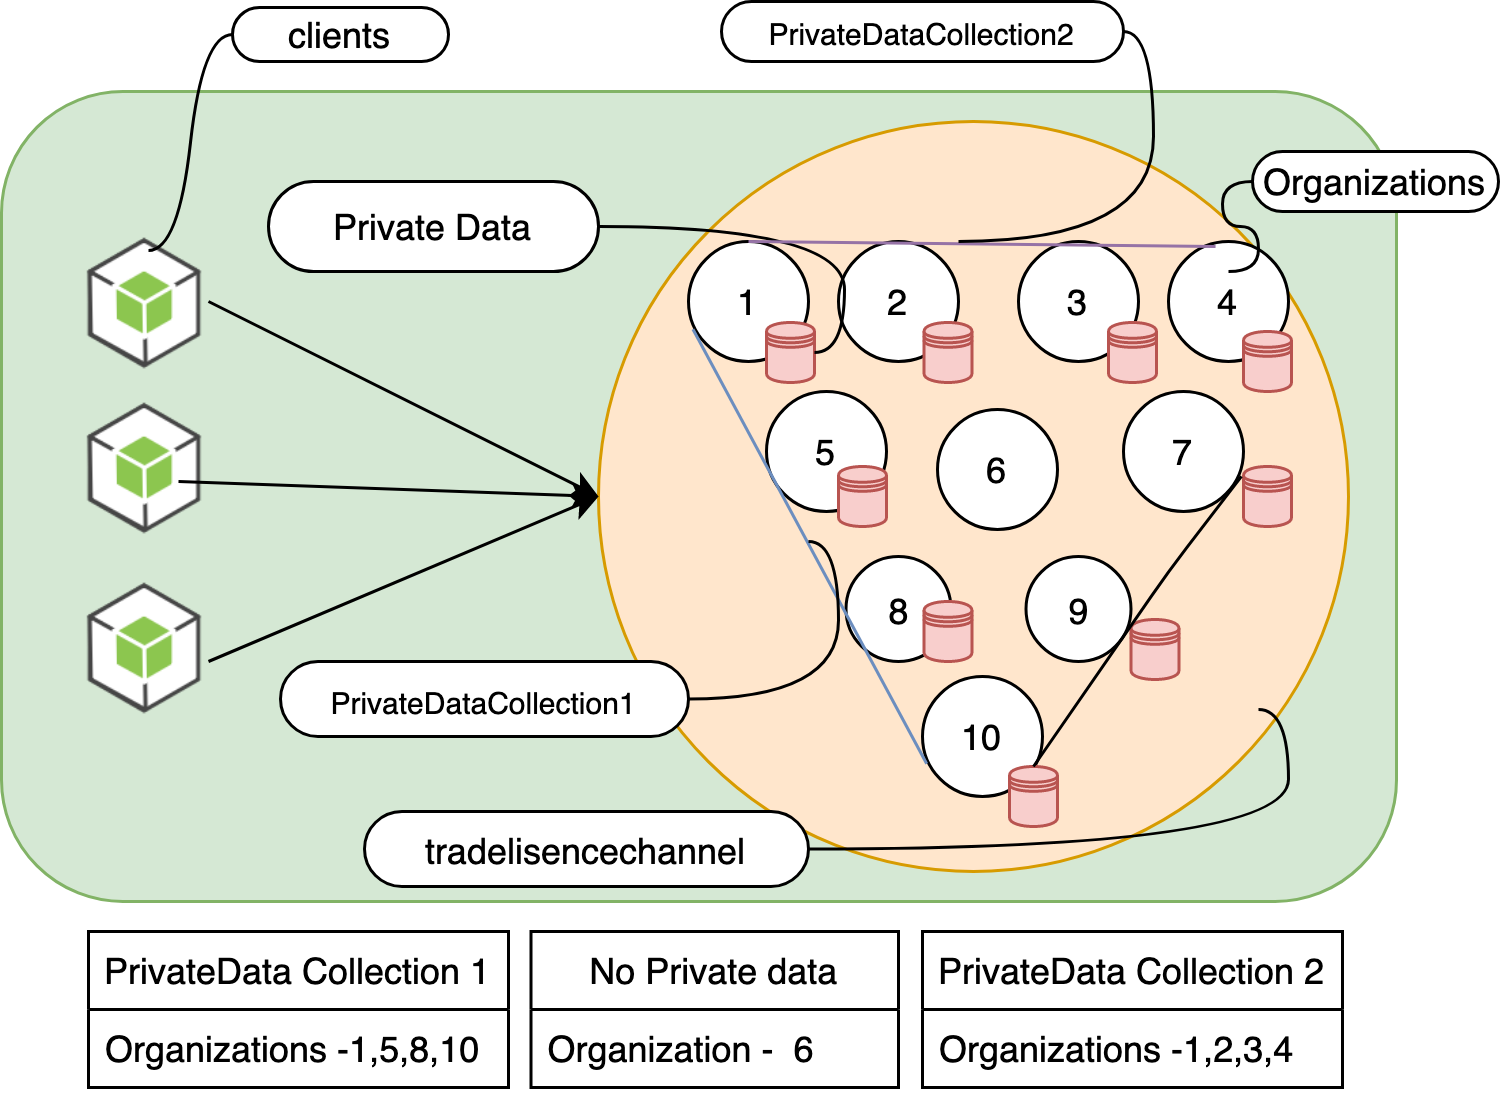 clients
PrivateDataCollection2
Organizations
Private Data
1
2
3
4
5
6
7
8
9
10
PrivateDataCollection1
tradelisencechannel
PrivateData Collection 1
Organizations -1,5,8,10
No Private data
Organization - 6
PrivateData Collection 2
Organizations -1,2,3,4